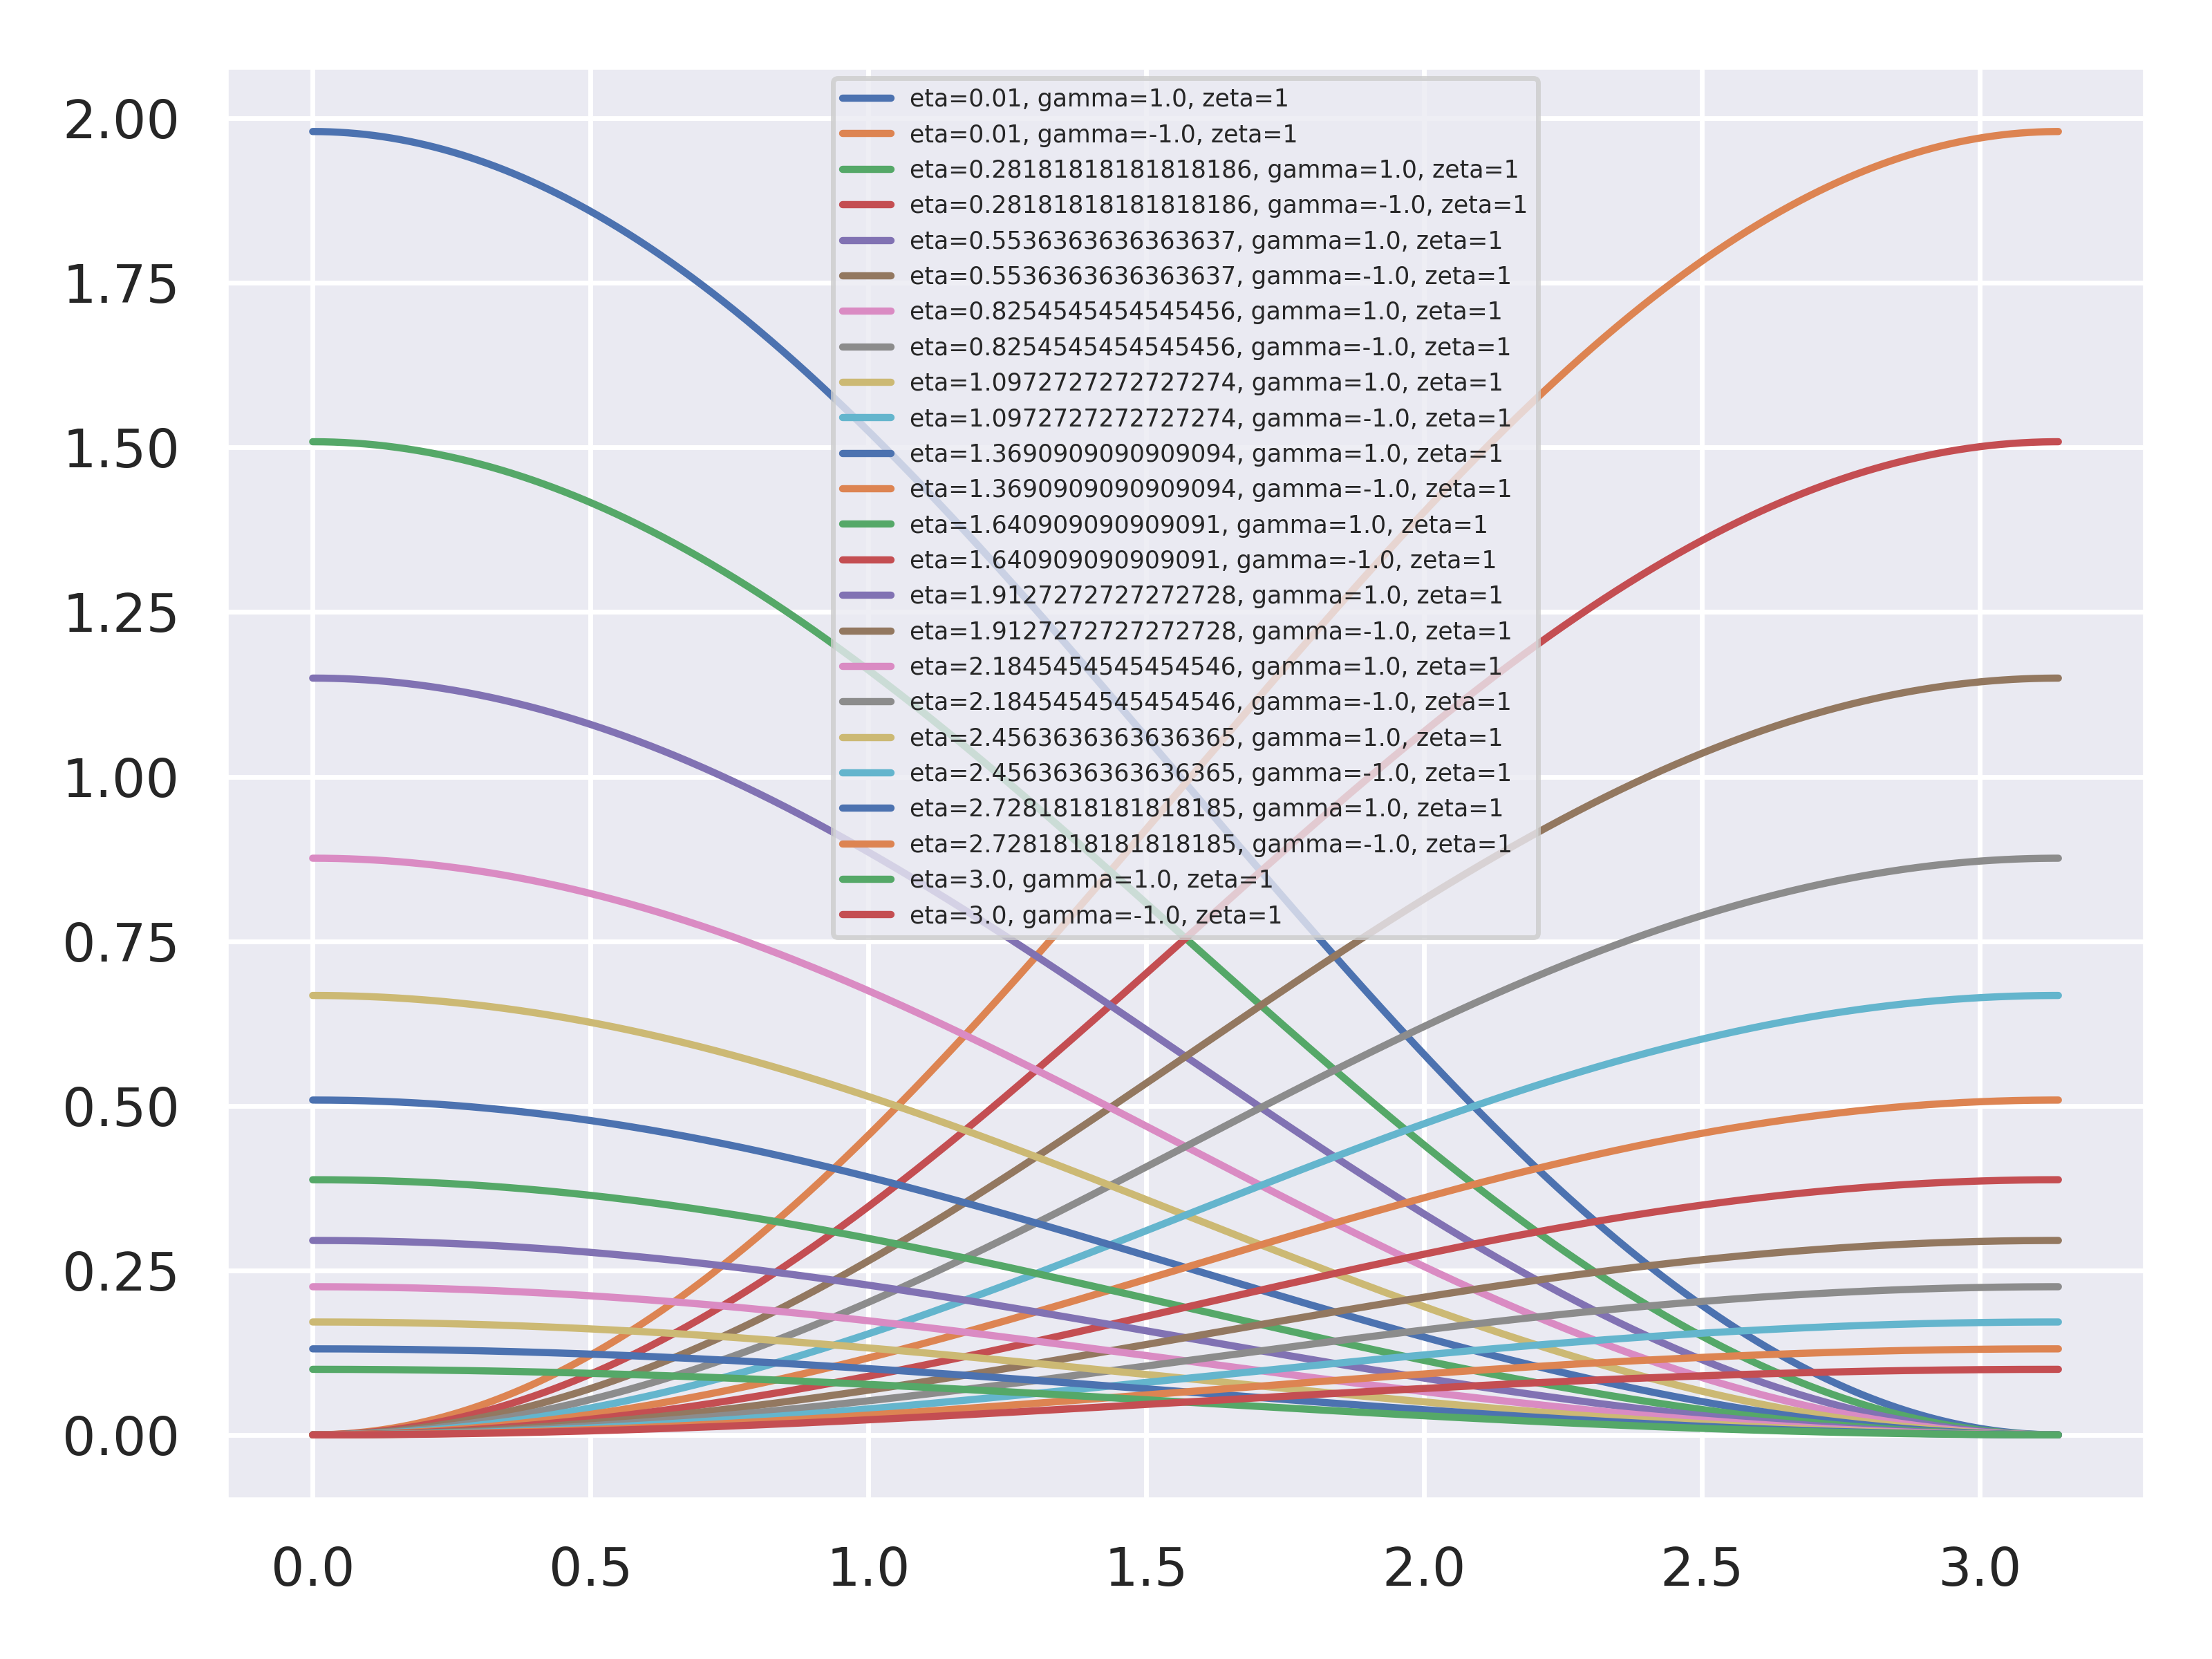 2.00
1.75
1.50
1.25
1.00
0.75
0.50
0.25
0.00
eta=0.01, gamma=1.0, zeta=1
eta=0.01, gamma=-1.0, zeta=1
eta=0.28181818181818186, gamma=1.0, zeta=1
eta=0.28181818181818186, gamma=-1.0, zeta=1
eta=0.5536363636363637, gamma=1.0, zeta=1
eta=0.5536363636363637, gamma=-1.0, zeta=1
eta=0.8254545454545456, gamma=1.0, zeta=1
eta=0.8254545454545456, gamma=-1.0, zeta=1
eta=1.0972727272727274, gamma=1.0, zeta=1
eta=1.0972727272727274, gamma=-1.0, zeta=1
eta=1.3690909090909094, gamma=1.0, zeta=1
eta=1.3690909090909094, gamma=-1.0, zeta=1
eta=1.640909090909091, gamma=1.0, zeta=1
eta=1.640909090909091, gamma=-1.0, zeta=1
eta=1.9127272727272728, gamma=1.0, zeta=1
eta=1.9127272727272728, gamma=-1.0, zeta=1
eta=2.1845454545454546, gamma=1.0, zeta=1
eta=2.1845454545454546, gamma=-1.0, zeta=1
eta=2.4563636363636365, gamma=1.0, zeta=1
eta=2.4563636363636365, gamma=-1.0, zeta=1
eta=2.7281818181818185, gamma=1.0, zeta=1
eta=2.7281818181818185, gamma=-1.0, zeta=1
eta=3.0, gamma=1.0, zeta=1
eta=3.0, gamma=-1.0, zeta=1
0.0 0.5 1.0 1.5 2.0 2.5 3.0